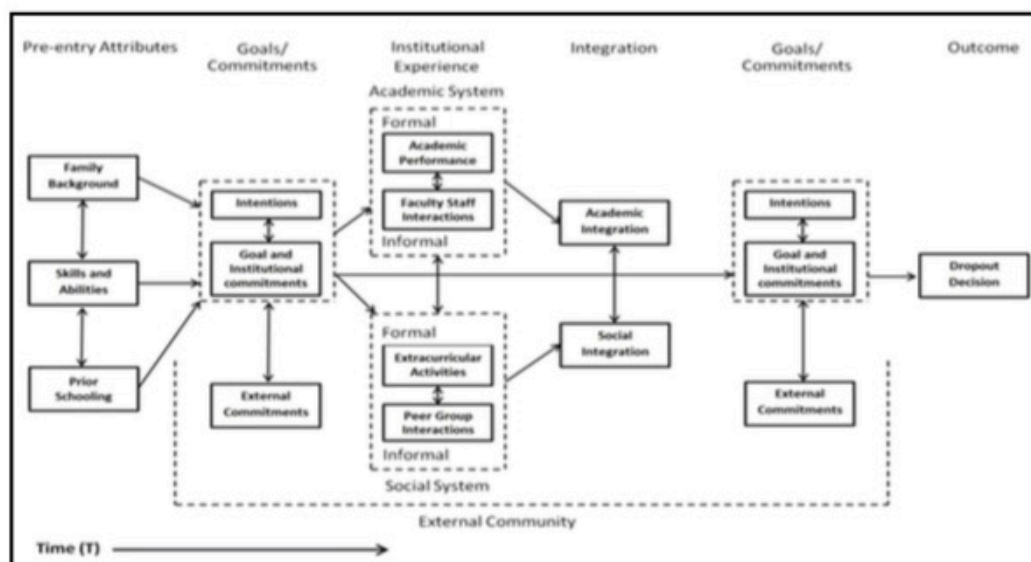 Pre-entry Attributes
Goals/
Commitments
Institutional
Experience
Integration
Goals/
Commitments
Outcome
Academic System
Formal
Academic
Performance
Faculty Staff
Interactions
Informal
Family
Background
Skills and
Abilities
Prior
Schooling
Intentions
Goal and
Institutional
commitments
External
Commitments
Formal
Extracurricular
Activities
Peer Group
Interactions
Informal
Social System
Academic
Integration
Social
Integration
Intentions
Goal and
Institutional
commitments
External
Commitments
Dropout
Decision
External Community
Time (T)